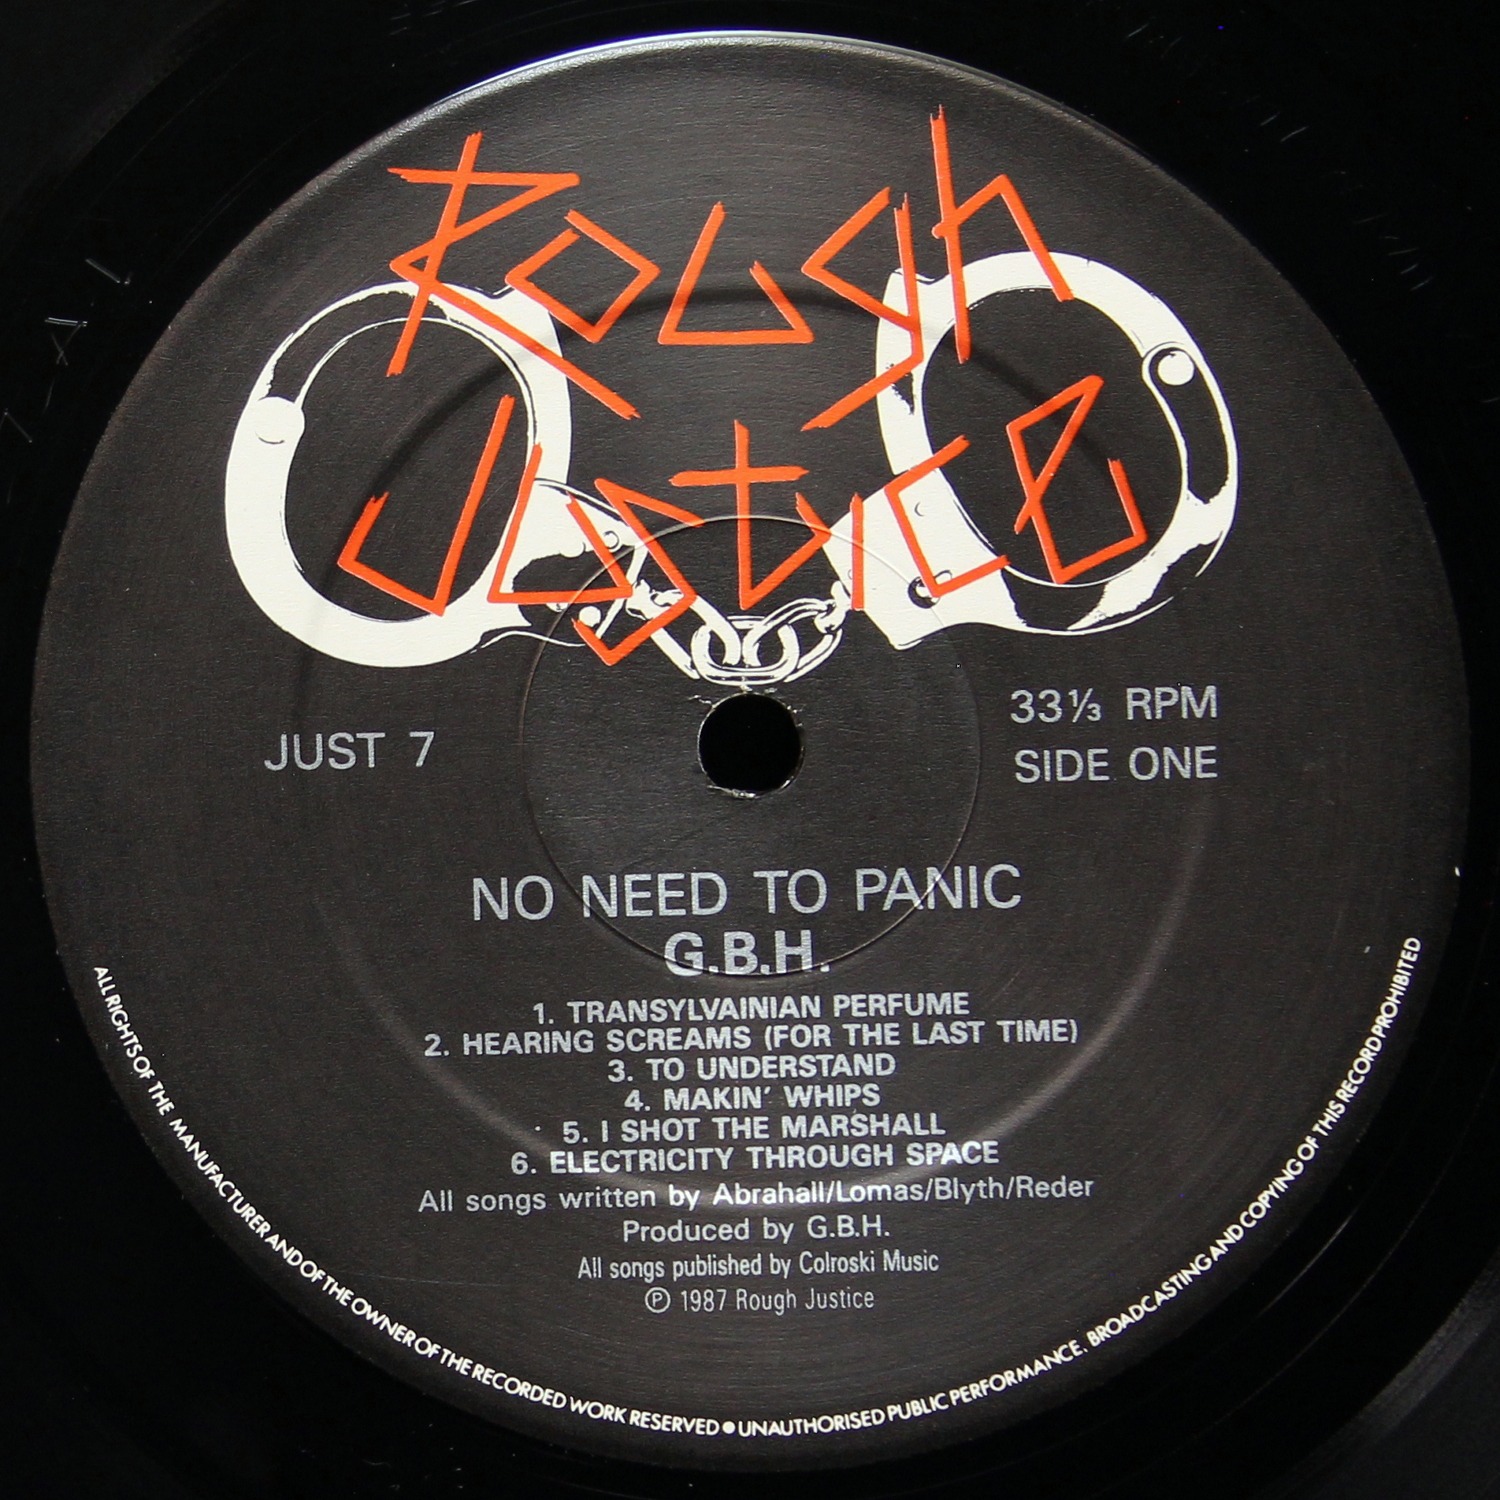 Rough
Justice
JUST 7
33⅓ RPM
SIDE ONE
NO NEED TO PANIC
G.B.H.
1. TRANSYLVAINIAN PERFUME
2. HEARING SCREAMS (FOR THE LAST TIME)
3. TO UNDERSTAND
4. MAKIN' WHIPS
5. I SHOT THE MARSHALL
6. ELECTRICITY THROUGH SPACE
All songs written by Abrahall/Lomas/Blyth/Reder
Produced by G.B.H.
All songs published by Colroski Music
℗ 1987 Rough Justice
ALL RIGHTS OF THE MANUFACTURER AND OF THE OWNER OF THE RECORDED WORK RESERVED ● UNAUTHORISED PUBLIC PERFORMANCE, BROADCASTING AND COPYING OF THIS RECORD PROHIBITED